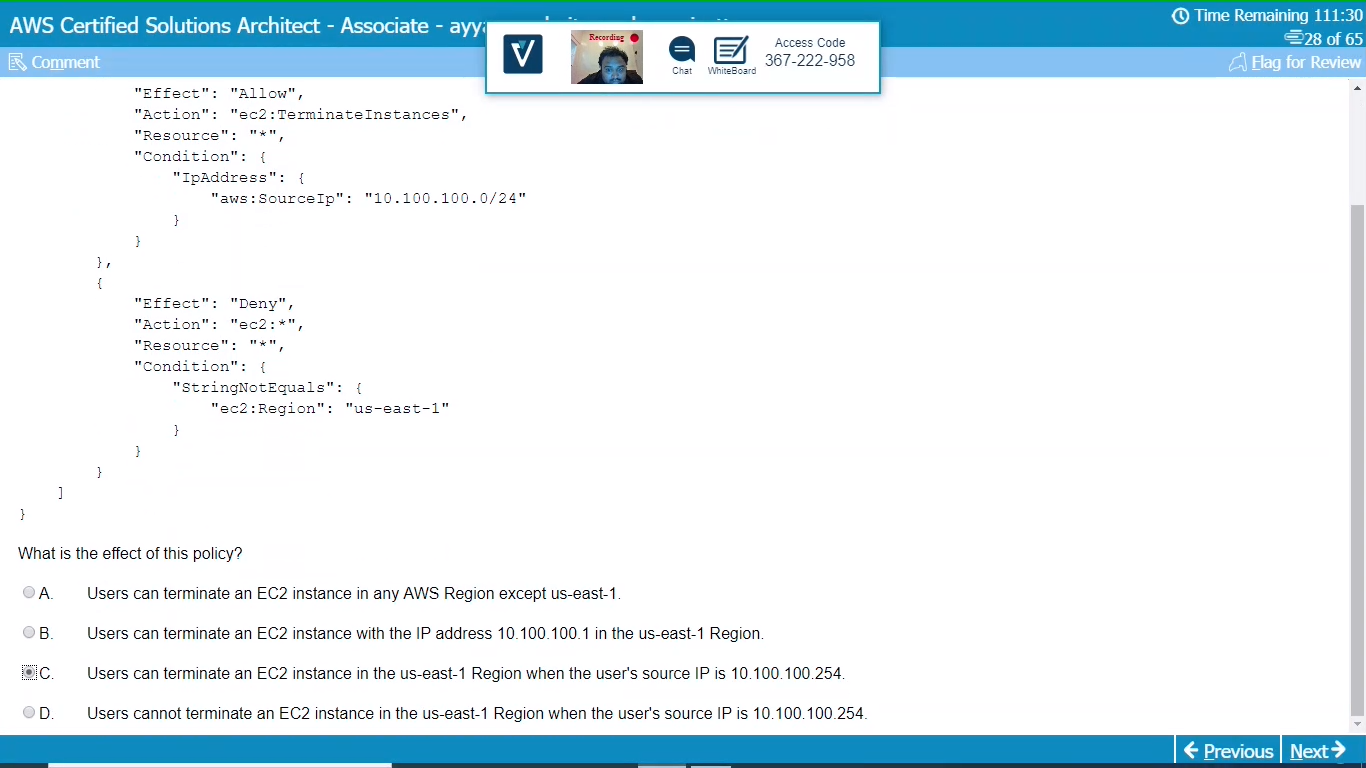 AWS Certified Solutions Architect - Associate - ayya
Time Remaining 111:30
28 of 65
Recording
V
Chat
WhiteBoard
Access Code
367-222-958
Comment
Flag for Review
"Effect": "Allow",
"Action": "ec2:TerminateInstances",
"Resource": "*",
"Condition": {
"IpAddress": {
"aws:SourceIp": "10.100.100.0/24"
}
}
},
{
"Effect": "Deny",
"Action": "ec2:*",
"Resource": "*",
"Condition": {
"StringNotEquals": {
"ec2:Region": "us-east-1"
}
}
}
]
}
What is the effect of this policy?
A. Users can terminate an EC2 instance in any AWS Region except us-east-1.
B. Users can terminate an EC2 instance with the IP address 10.100.100.1 in the us-east-1 Region.
C. Users can terminate an EC2 instance in the us-east-1 Region when the user's source IP is 10.100.100.254.
D. Users cannot terminate an EC2 instance in the us-east-1 Region when the user's source IP is 10.100.100.254.
Previous
Next